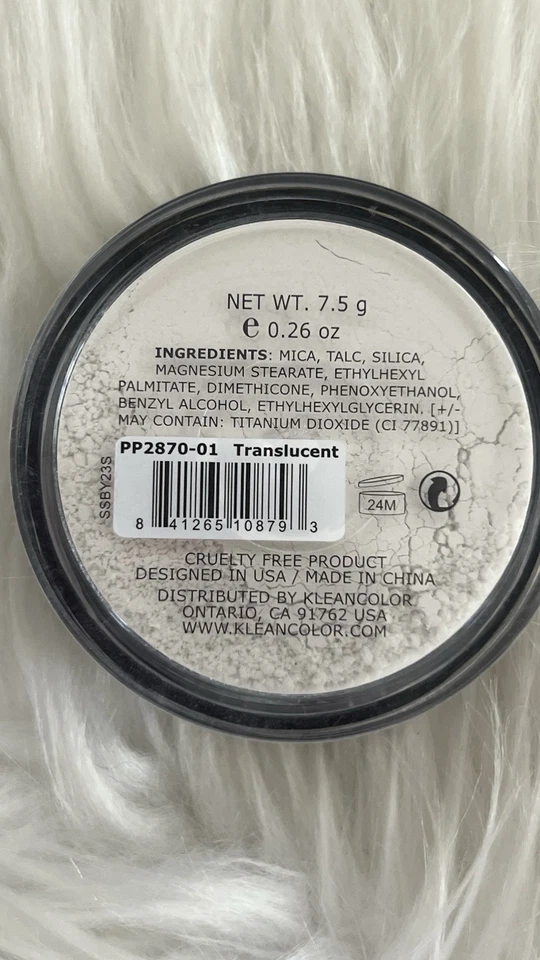 NET WT. 7.5 g
e 0.26 oz
INGREDIENTS: MICA, TALC, SILICA,
MAGNESIUM STEARATE, ETHYLHEXYL
PALMITATE, DIMETHICONE, PHENOXYETHANOL,
BENZYL ALCOHOL, ETHYLHEXYLGLYCERIN. [+/-
MAY CONTAIN: TITANIUM DIOXIDE (CI 77891)]
PP2870-01 Translucent
8 41265 10879 3
SSBY23S
24M
CRUELTY FREE PRODUCT
DESIGNED IN USA / MADE IN CHINA
DISTRIBUTED BY KLEANCOLOR
ONTARIO, CA 91762 USA
WWW.KLEANCOLOR.COM